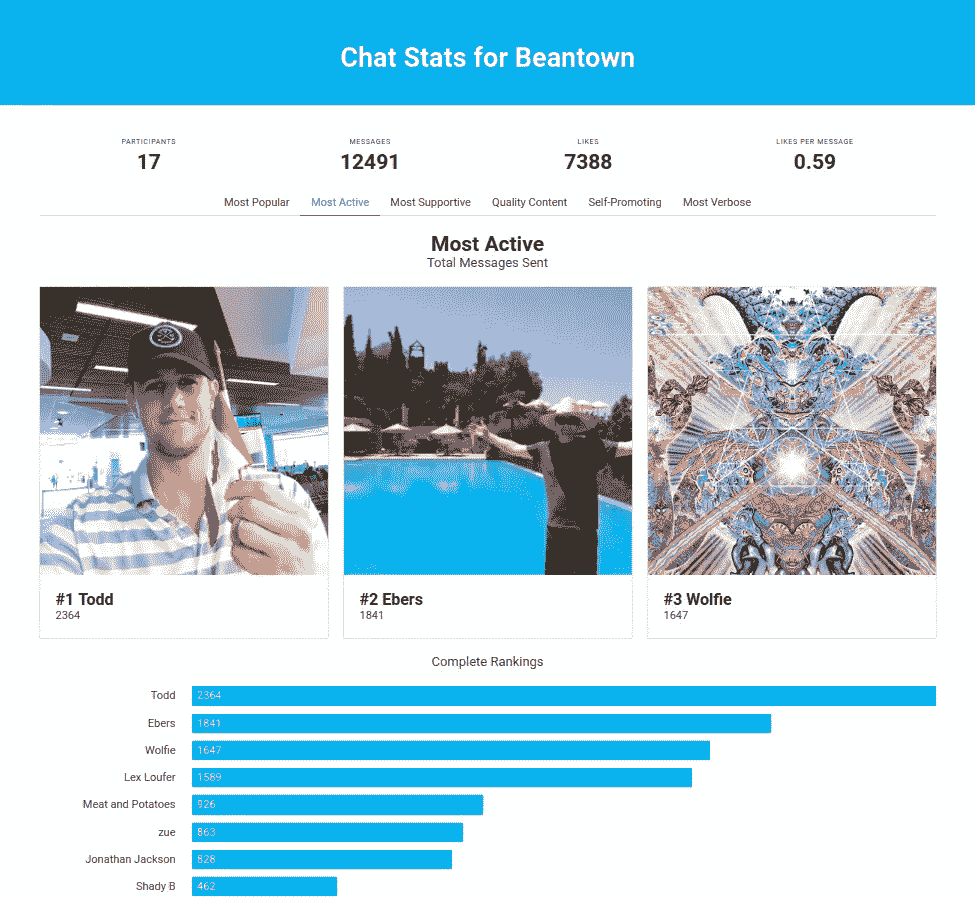 Chat Stats for Beantown
PARTICIPANTS MESSAGES LIKES LIKES PER MESSAGE
17 12491 7388 0.59
Most Popular Most Active Most Supportive Quality Content Self-Promoting Most Verbose
Most Active
Total Messages Sent
#1 Todd #2 Ebers #3 Wolfie
2364 1841 1647
Complete Rankings
Todd 2364
Ebers 1841
Wolfie 1647
Lex Loufer 1589
Meat and Potatoes 926
zue 863
Jonathan Jackson 828
Shady B 462